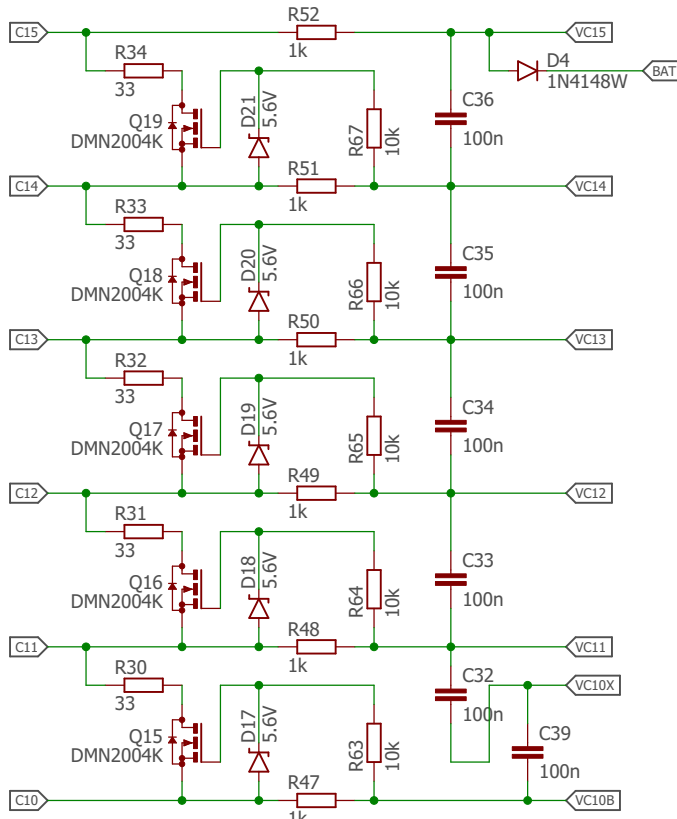 C15
R52
1k
VC15
R34
33
D4
1N4148W
BAT
Q19
DMN2004K
D21
5.6V
R67
10k
C36
100n
C14
R51
1k
VC14
R33
33
Q18
DMN2004K
D20
5.6V
R66
10k
C35
100n
C13
R50
1k
VC13
R32
33
Q17
DMN2004K
D19
5.6V
R65
10k
C34
100n
C12
R49
1k
VC12
R31
33
Q16
DMN2004K
D18
5.6V
R64
10k
C33
100n
C11
R48
1k
VC11
R30
33
C32
100n
VC10X
Q15
DMN2004K
D17
5.6V
R63
10k
C39
100n
C10
R47
1k
VC10B